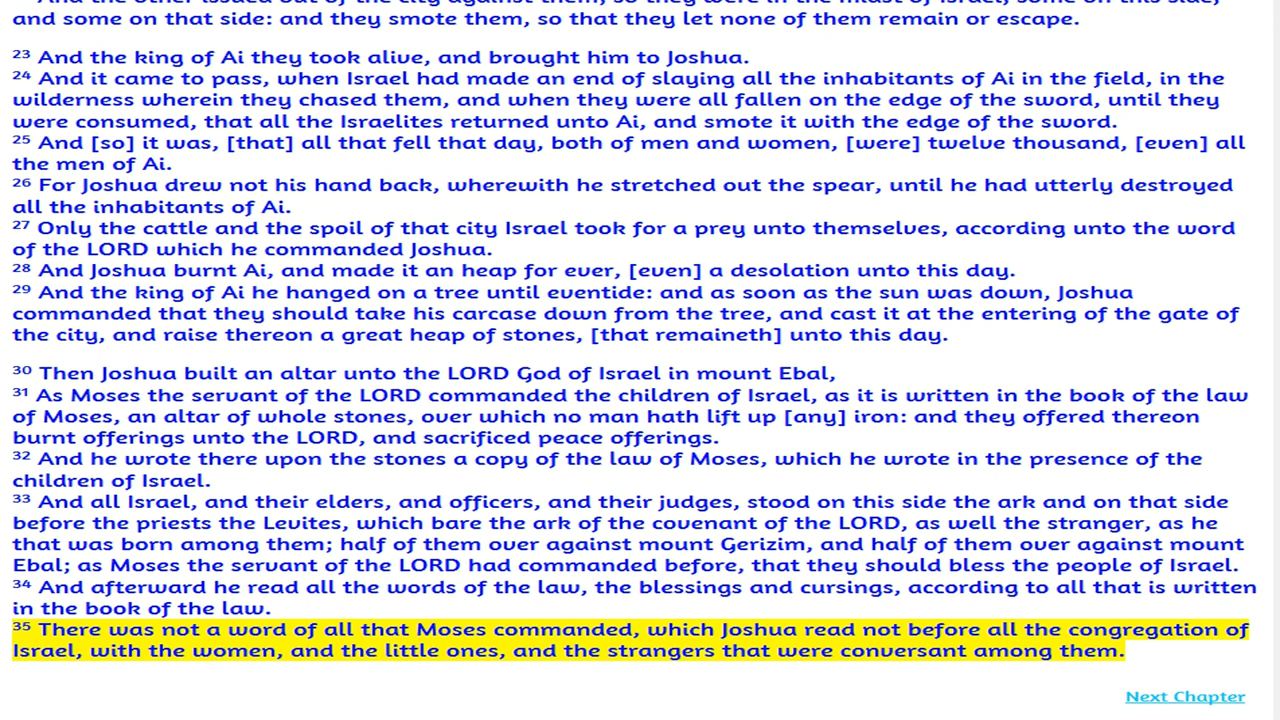 and some on that side: and they smote them, so that they let none of them remain or escape.
23 And the king of Ai they took alive, and brought him to Joshua.
24 And it came to pass, when Israel had made an end of slaying all the inhabitants of Ai in the field, in the
wilderness wherein they chased them, and when they were all fallen on the edge of the sword, until they
were consumed, that all the Israelites returned unto Ai, and smote it with the edge of the sword.
25 And [so] it was, [that] all that fell that day, both of men and women, [were] twelve thousand, [even] all
the men of Ai.
26 For Joshua drew not his hand back, wherewith he stretched out the spear, until he had utterly destroyed
all the inhabitants of Ai.
27 Only the cattle and the spoil of that city Israel took for a prey unto themselves, according unto the word
of the LORD which he commanded Joshua.
28 And Joshua burnt Ai, and made it an heap for ever, [even] a desolation unto this day.
29 And the king of Ai he hanged on a tree until eventide: and as soon as the sun was down, Joshua
commanded that they should take his carcase down from the tree, and cast it at the entering of the gate of
the city, and raise thereon a great heap of stones, [that remaineth] unto this day.
30 Then Joshua built an altar unto the LORD God of Israel in mount Ebal,
31 As Moses the servant of the LORD commanded the children of Israel, as it is written in the book of the law
of Moses, an altar of whole stones, over which no man hath lift up [any] iron: and they offered thereon
burnt offerings unto the LORD, and sacrificed peace offerings.
32 And he wrote there upon the stones a copy of the law of Moses, which he wrote in the presence of the
children of Israel.
33 And all Israel, and their elders, and officers, and their judges, stood on this side the ark and on that side
before the priests the Levites, which bare the ark of the covenant of the LORD, as well the stranger, as he
that was born among them; half of them over against mount Gerizim, and half of them over against mount
Ebal; as Moses the servant of the LORD had commanded before, that they should bless the people of Israel.
34 And afterward he read all the words of the law, the blessings and cursings, according to all that is written
in the book of the law.
35 There was not a word of all that Moses commanded, which Joshua read not before all the congregation of
Israel, with the women, and the little ones, and the strangers that were conversant among them.
Next Chapter